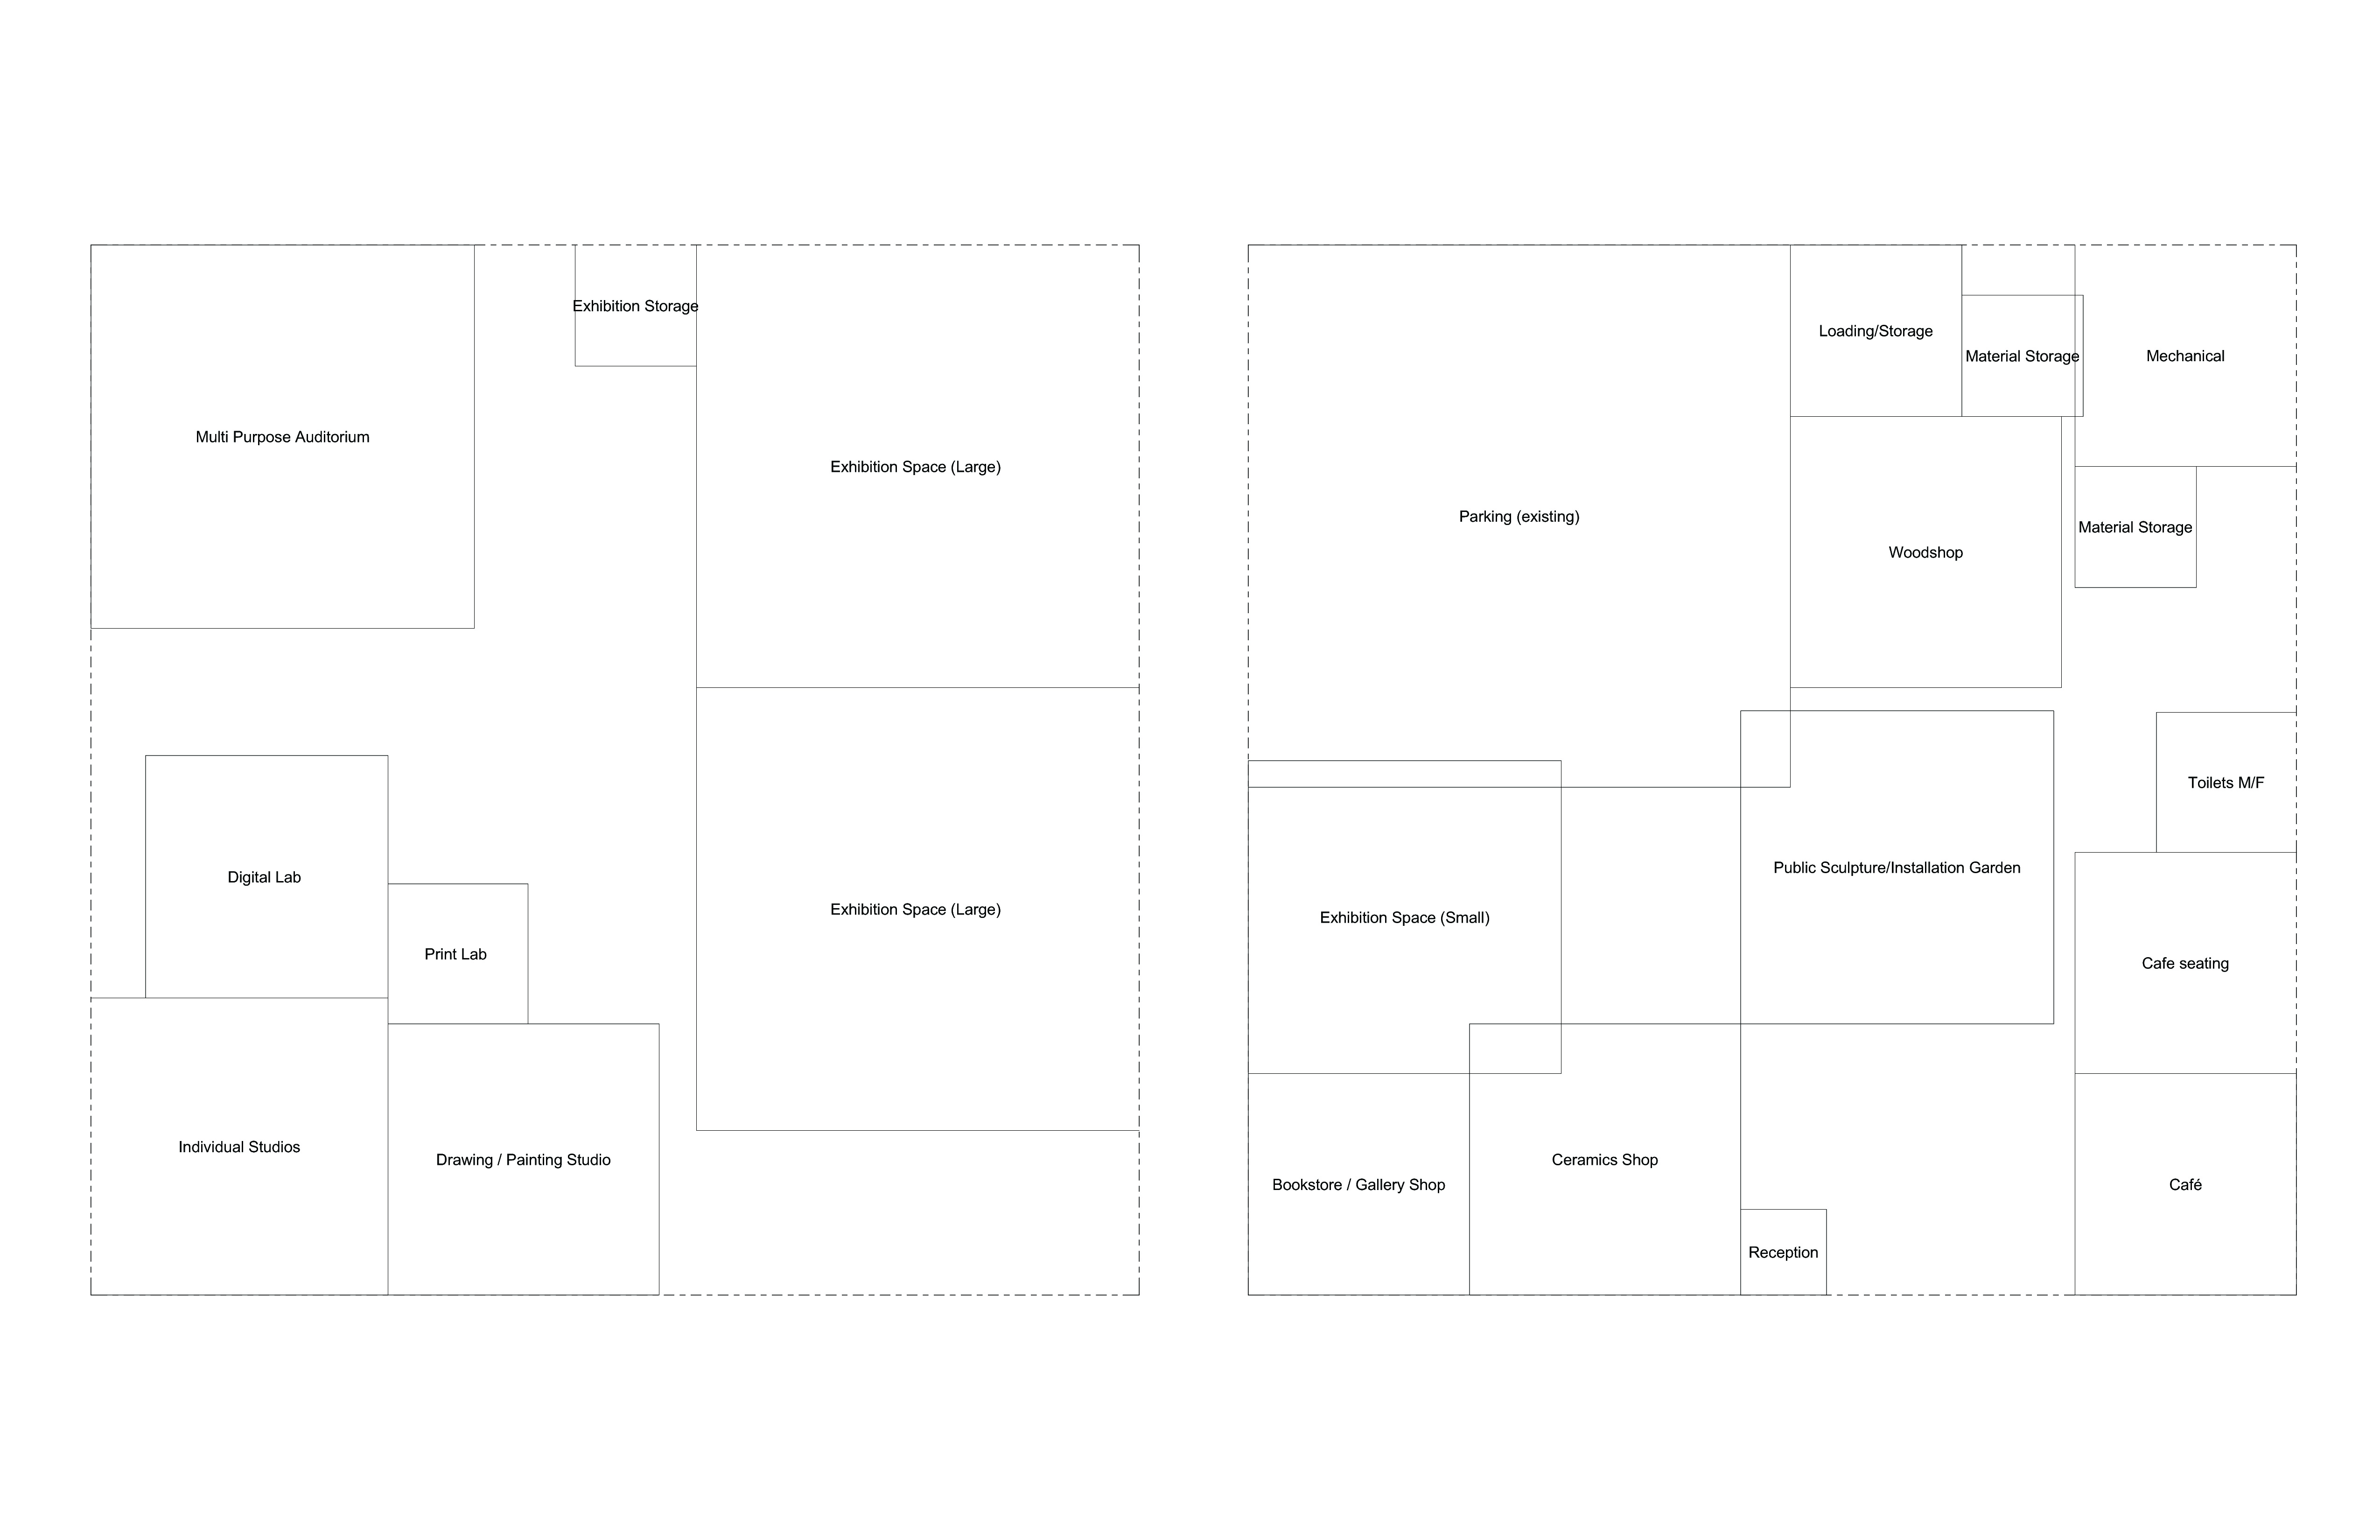 Exhibition Storage
Multi Purpose Auditorium
Exhibition Space (Large)
Digital Lab
Exhibition Space (Large)
Print Lab
Individual Studios
Drawing / Painting Studio
Loading/Storage
Material Storage
Mechanical
Parking (existing)
Material Storage
Woodshop
Toilets M/F
Public Sculpture/Installation Garden
Exhibition Space (Small)
Cafe seating
Ceramics Shop
Bookstore / Gallery Shop
Café
Reception